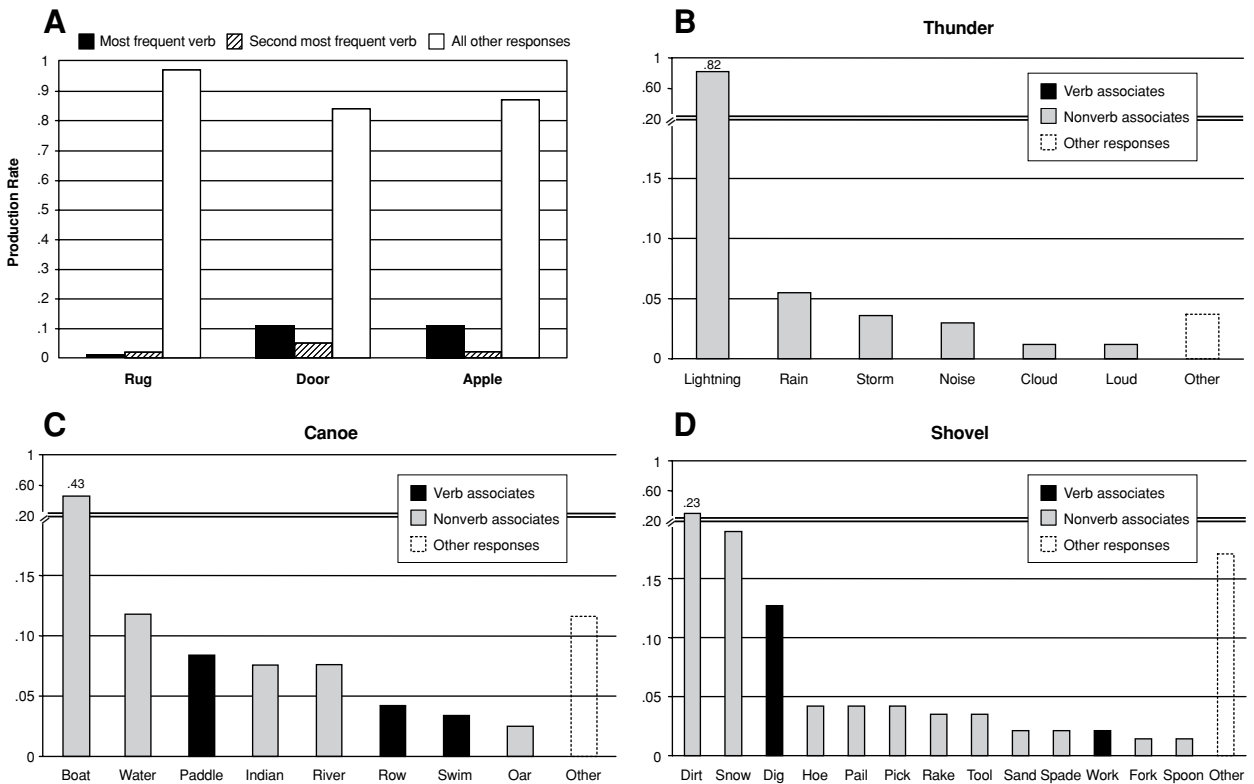 A
Most frequent verb Second most frequent verb All other responses
Production Rate
1
.9
.8
.7
.6
.5
.4
.3
.2
.1
0
Rug Door Apple
B
Thunder
1
.60
.20
.15
.10
.05
0
.82
Verb associates
Nonverb associates
Other responses
Lightning Rain Storm Noise Cloud Loud Other
C
Canoe
1
.60
.20
.15
.10
.05
0
.43
Verb associates
Nonverb associates
Other responses
Boat Water Paddle Indian River Row Swim Oar Other
D
Shovel
1
.60
.20
.15
.10
.05
0
.23
Verb associates
Nonverb associates
Other responses
Dirt Snow Dig Hoe Pail Pick Rake Tool Sand Spade Work Fork Spoon Other